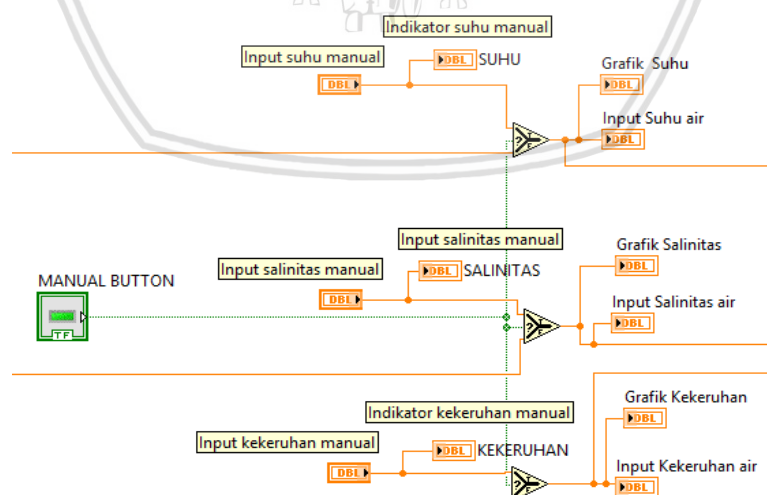 Indikator suhu manual
Input suhu manual
DBL
DBL
SUHU
Grafik Suhu
DBL
Input Suhu air
DBL
T
?
F
Input salinitas manual
Input salinitas manual
DBL
SALINITAS
DBL
Grafik Salinitas
DBL
Input Salinitas air
DBL
MANUAL BUTTON
TF
?
Indikator kekeruhan manual
Input kekeruhan manual
DBL
KEKERUHAN
DBL
Grafik Kekeruhan
DBL
Input Kekeruhan air
DBL
?